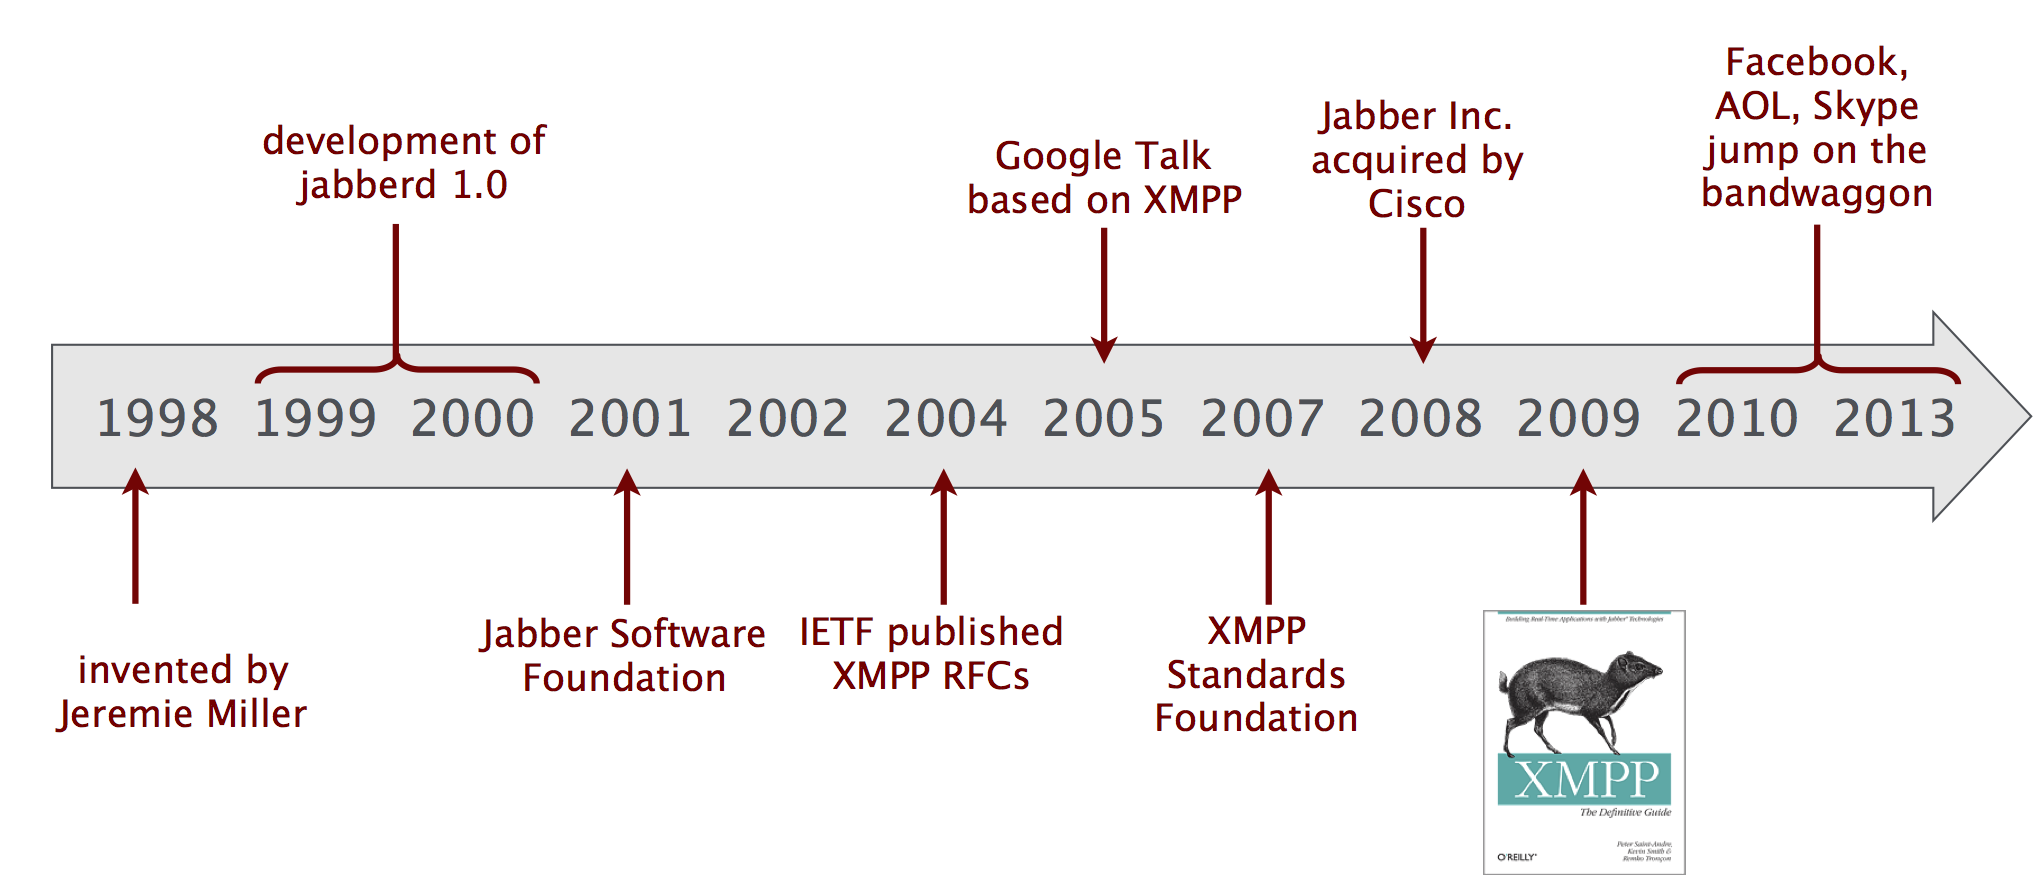 Facebook,
AOL, Skype
jump on the
bandwaggon
Jabber Inc.
acquired by
Cisco
development of
jabberd 1.0
Google Talk
based on XMPP
1998 1999 2000 2001 2002 2004 2005 2007 2008 2009 2010 2013
invented by
Jeremie Miller
Jabber Software
Foundation
IETF published
XMPP RFCs
XMPP
Standards
Foundation
Building Real-Time Applications with Jabber Technologies
XMPP
The Definitive Guide
O'REILLY®
Peter Saint-Andre,
Kevin Smith &
Remko Tronçon